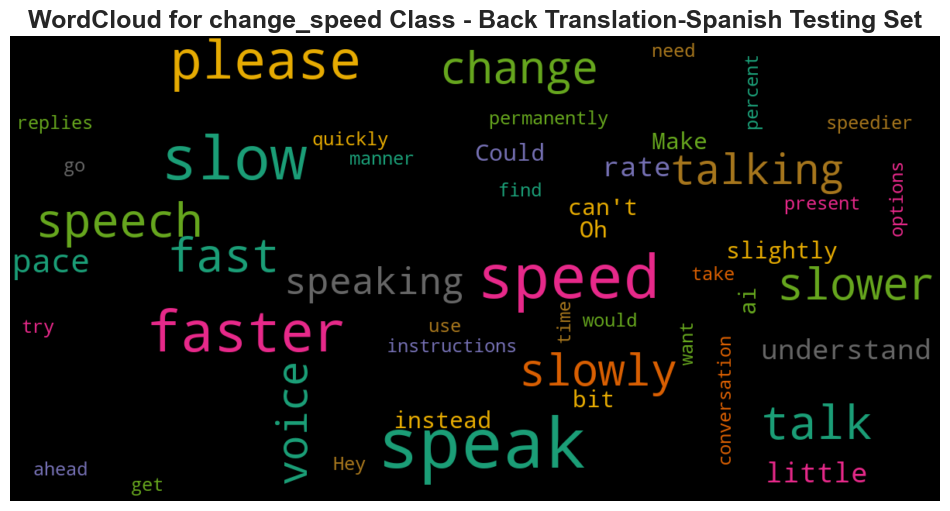 WordCloud for change_speed Class - Back Translation-Spanish Testing Set
please
change
need
percent
replies
permanently
speedier
slow
quickly
manner
Could
Make
go
rate
talking
find
options
speech
can't
present
Oh
pace
fast
speaking
speed
slightly
take
slower
ai
try
faster
use
time
would
instructions
want
understand
slowly
conversation
voice
bit
instead
speak
talk
Hey
little
ahead
get